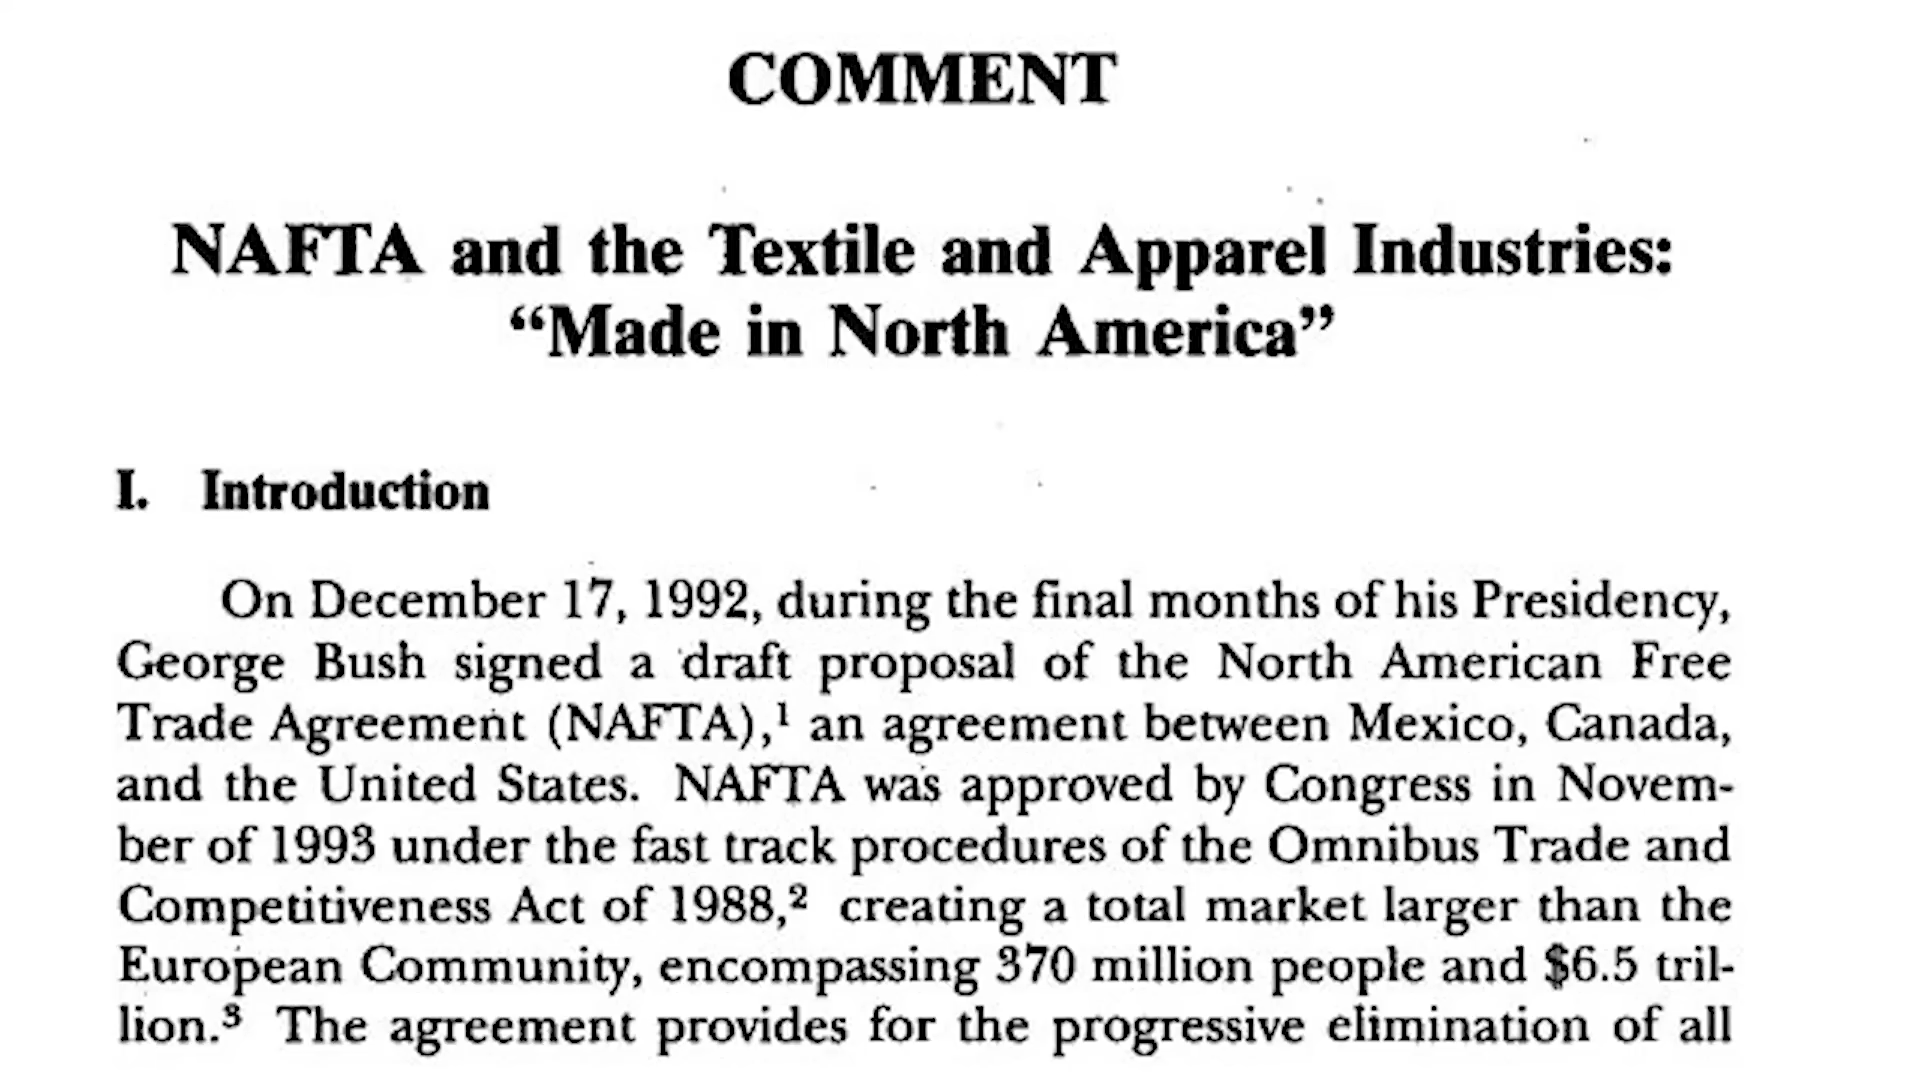 COMMENT
NAFTA and the Textile and Apparel Industries:
“Made in North America”
I. Introduction
On December 17, 1992, during the final months of his Presidency,
George Bush signed a draft proposal of the North American Free
Trade Agreement (NAFTA),¹ an agreement between Mexico, Canada,
and the United States. NAFTA was approved by Congress in Novem-
ber of 1993 under the fast track procedures of the Omnibus Trade and
Competitiveness Act of 1988,² creating a total market larger than the
European Community, encompassing 370 million people and $6.5 tril-
lion.³ The agreement provides for the progressive elimination of all